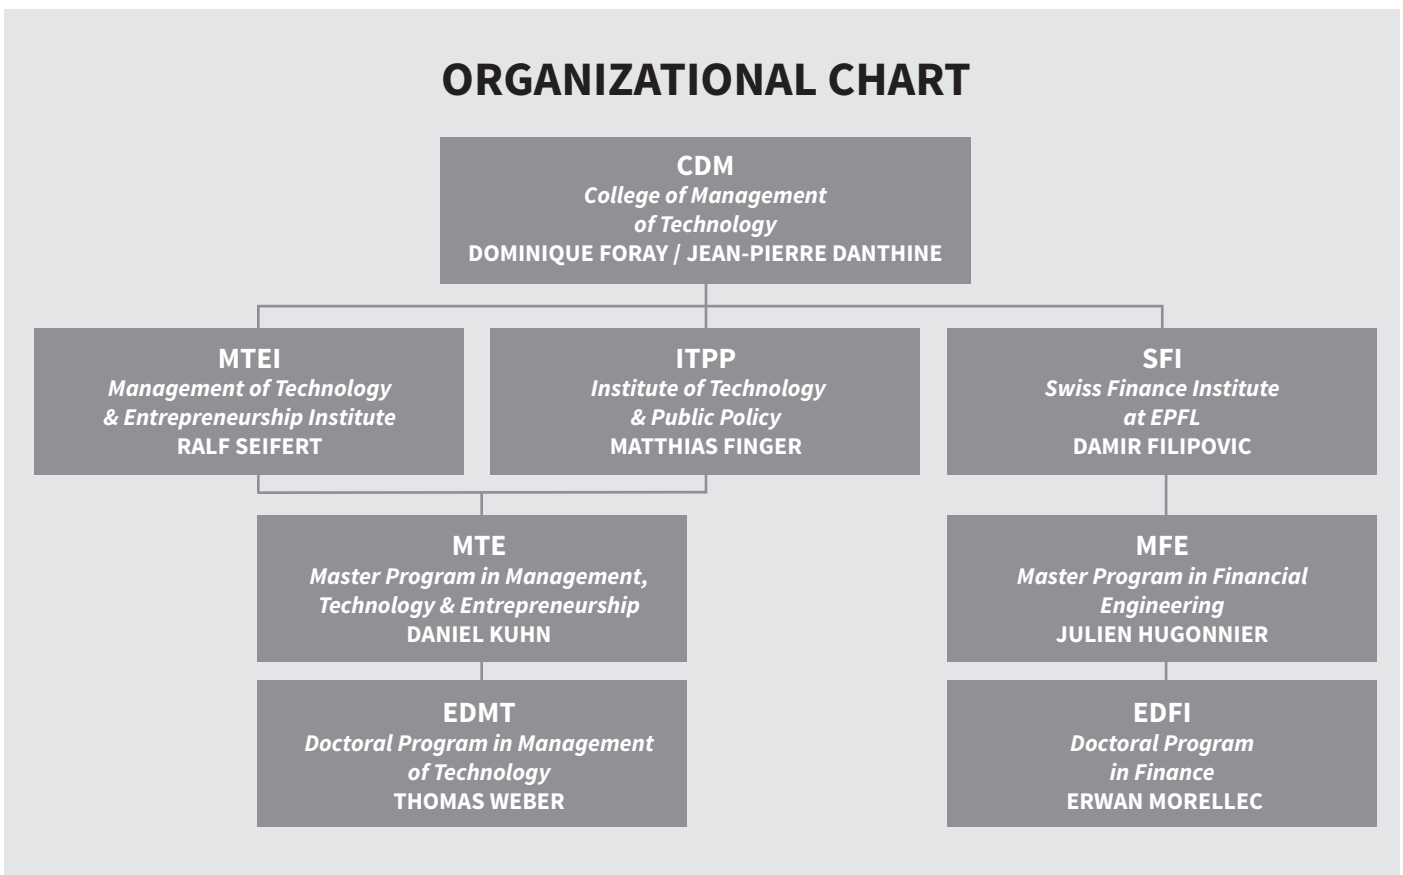 ORGANIZATIONAL CHART
CDM
College of Management
of Technology
DOMINIQUE FORAY / JEAN-PIERRE DANTHINE
MTEI
Management of Technology
& Entrepreneurship Institute
RALF SEIFERT
ITPP
Institute of Technology
& Public Policy
MATTHIAS FINGER
SFI
Swiss Finance Institute
at EPFL
DAMIR FILIPOVIC
MTE
Master Program in Management,
Technology & Entrepreneurship
DANIEL KUHN
MFE
Master Program in Financial
Engineering
JULIEN HUGONNIER
EDMT
Doctoral Program in Management
of Technology
THOMAS WEBER
EDFI
Doctoral Program
in Finance
ERWAN MORELLEC